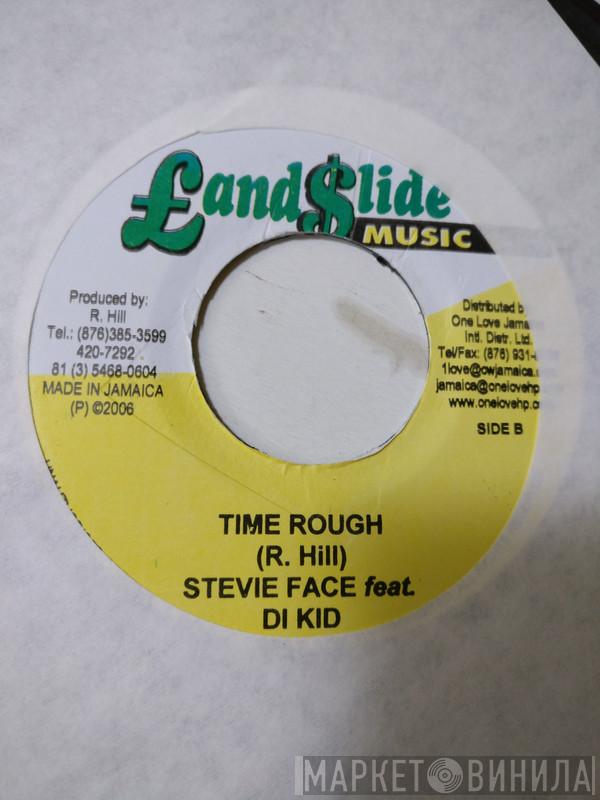 £and $lide
MUSIC
Produced by:
R. Hill
Tel.: (876)385-3599
420-7292
81 (3) 5468-0604
MADE IN JAMAICA
(P) ©2006
Distributed b
One Love Jama
Intl. Distr. Ltd.
Tel/Fax: (876) 931-
1love@cwjamaica.
jamaica@onelovehp.
www.onelovehp.c
SIDE B
TIME ROUGH
(R. Hill)
STEVIE FACE feat.
DI KID
МАРКЕТ ВИНИЛА